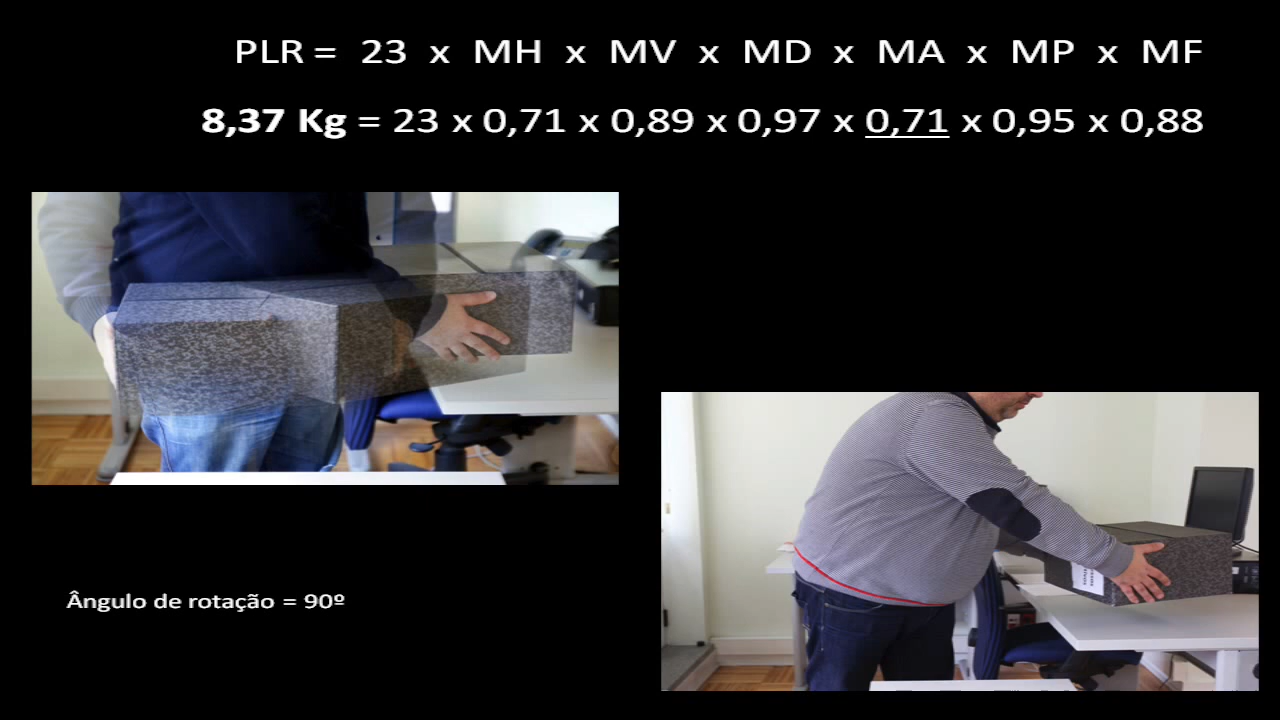 PLR = 23 x MH x MV x MD x MA x MP x MF
8,37 Kg = 23 x 0,71 x 0,89 x 0,97 x 0,71 x 0,95 x 0,88
Ângulo de rotação = 90º